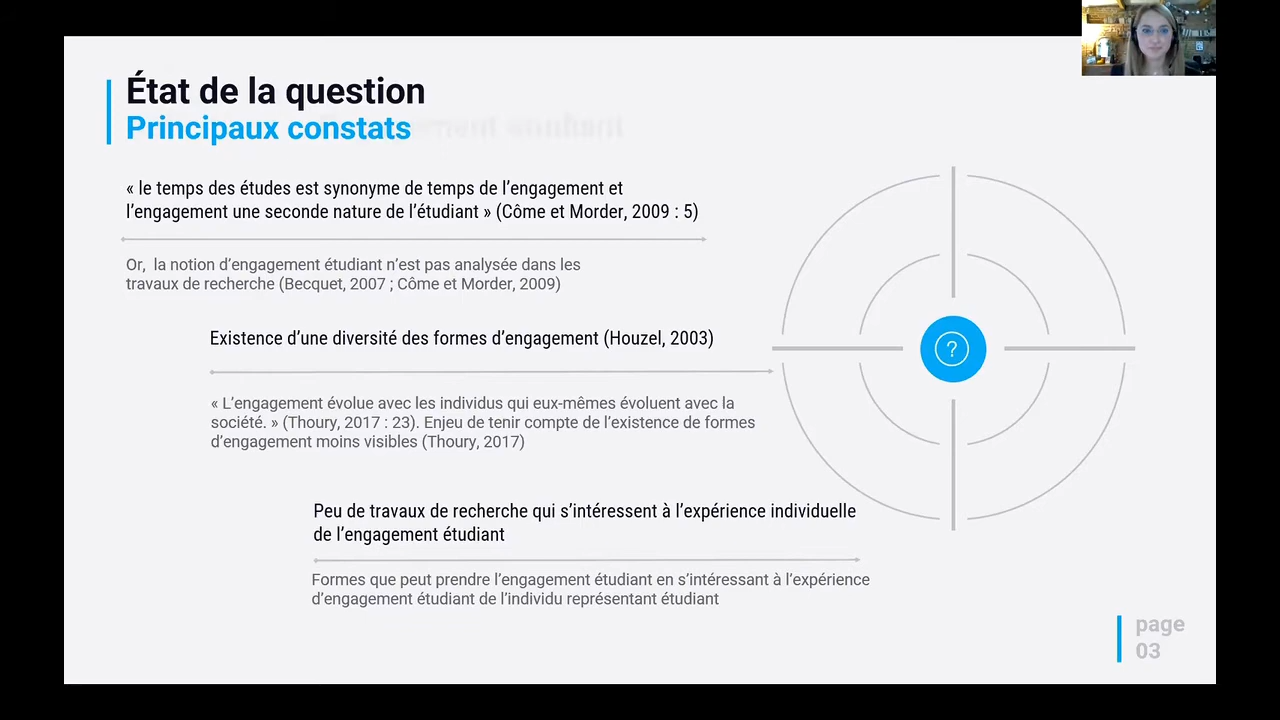 État de la question
Principaux constats
« le temps des études est synonyme de temps de l’engagement et
l’engagement une seconde nature de l’étudiant » (Côme et Morder, 2009 : 5)
Or, la notion d’engagement étudiant n’est pas analysée dans les
travaux de recherche (Becquet, 2007 ; Côme et Morder, 2009)
Existence d’une diversité des formes d’engagement (Houzel, 2003)
« L’engagement évolue avec les individus qui eux-mêmes évoluent avec la
société. » (Thoury, 2017 : 23). Enjeu de tenir compte de l’existence de formes
d’engagement moins visibles (Thoury, 2017)
?
Peu de travaux de recherche qui s’intéressent à l’expérience individuelle
de l’engagement étudiant
Formes que peut prendre l’engagement étudiant en s’intéressant à l’expérience
d’engagement étudiant de l’individu représentant étudiant
page
03